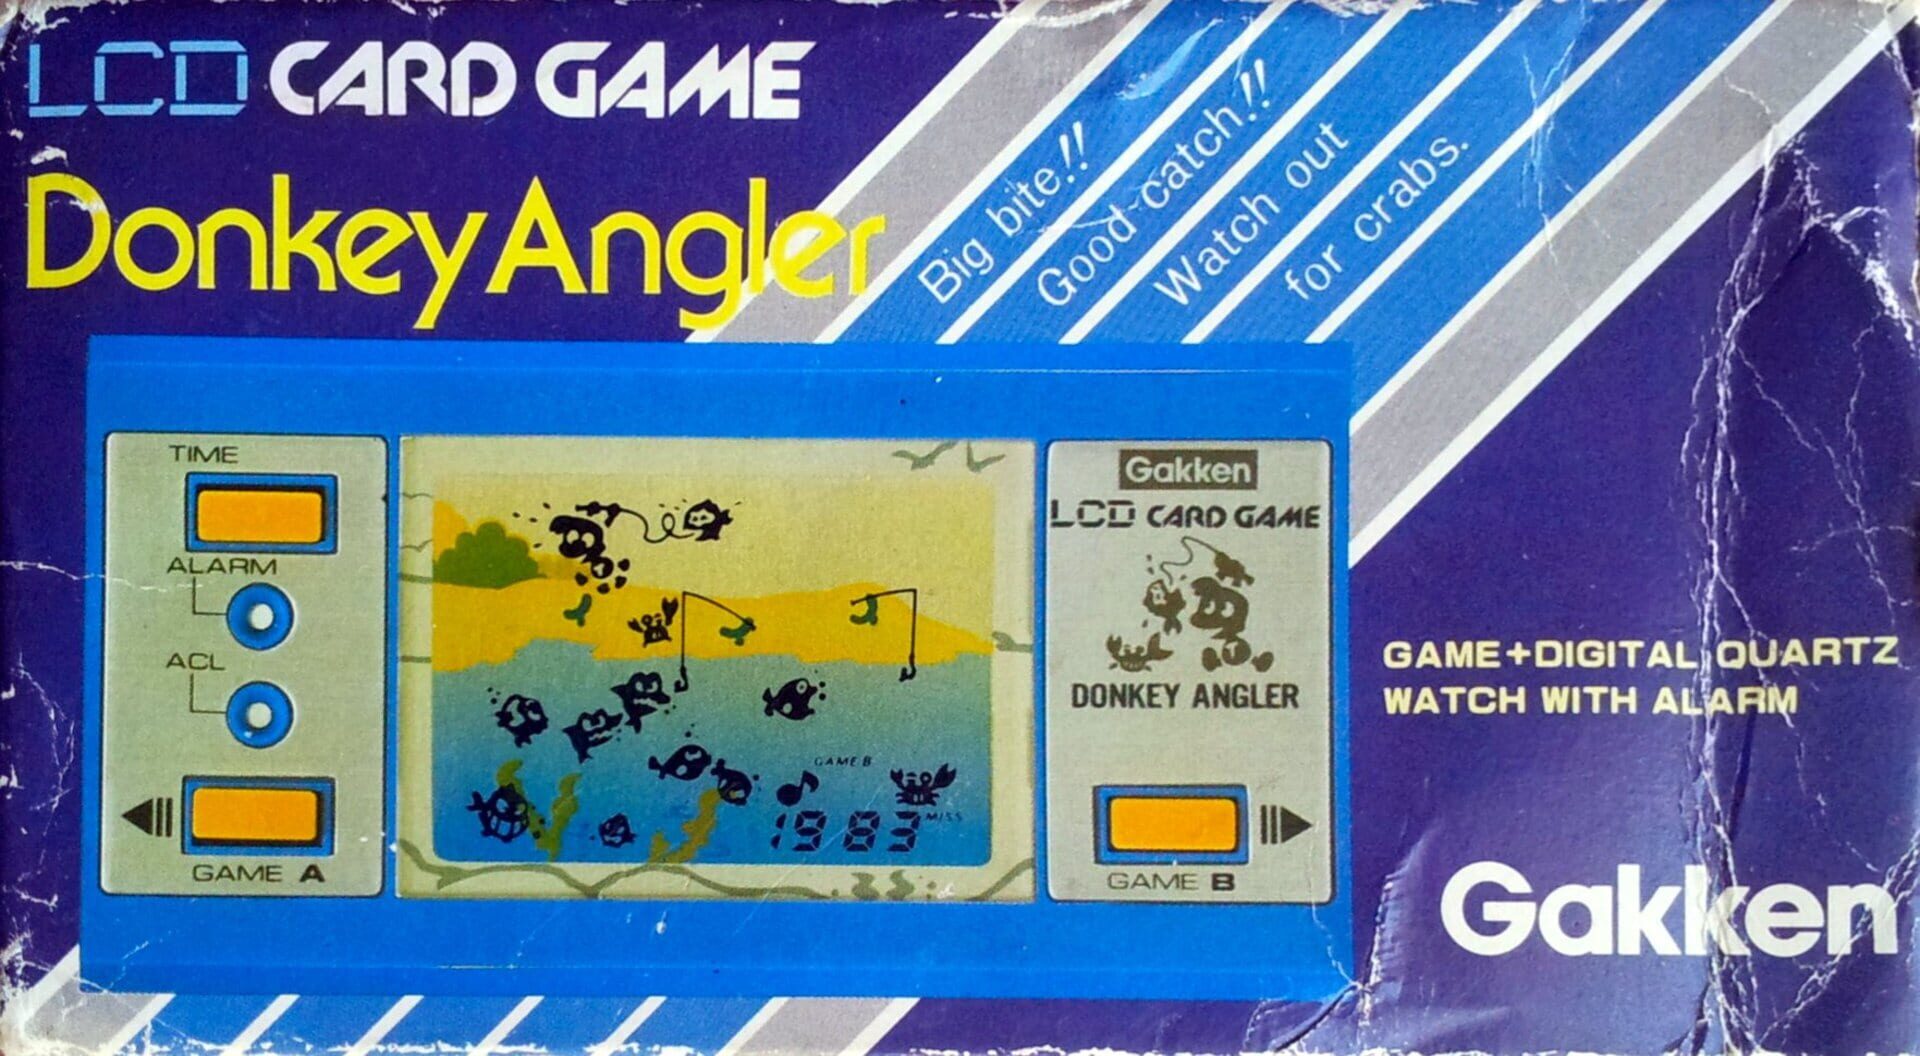 LCD CARD GAME
Donkey Angler
Big bite!!
Good catch!!
Watch out
for crabs.
TIME
ALARM
ACL
GAME A
GAME B
MISS
1983
Gakken
LCD CARD GAME
DONKEY ANGLER
GAME B
GAME+DIGITAL QUARTZ
WATCH WITH ALARM
Gakken